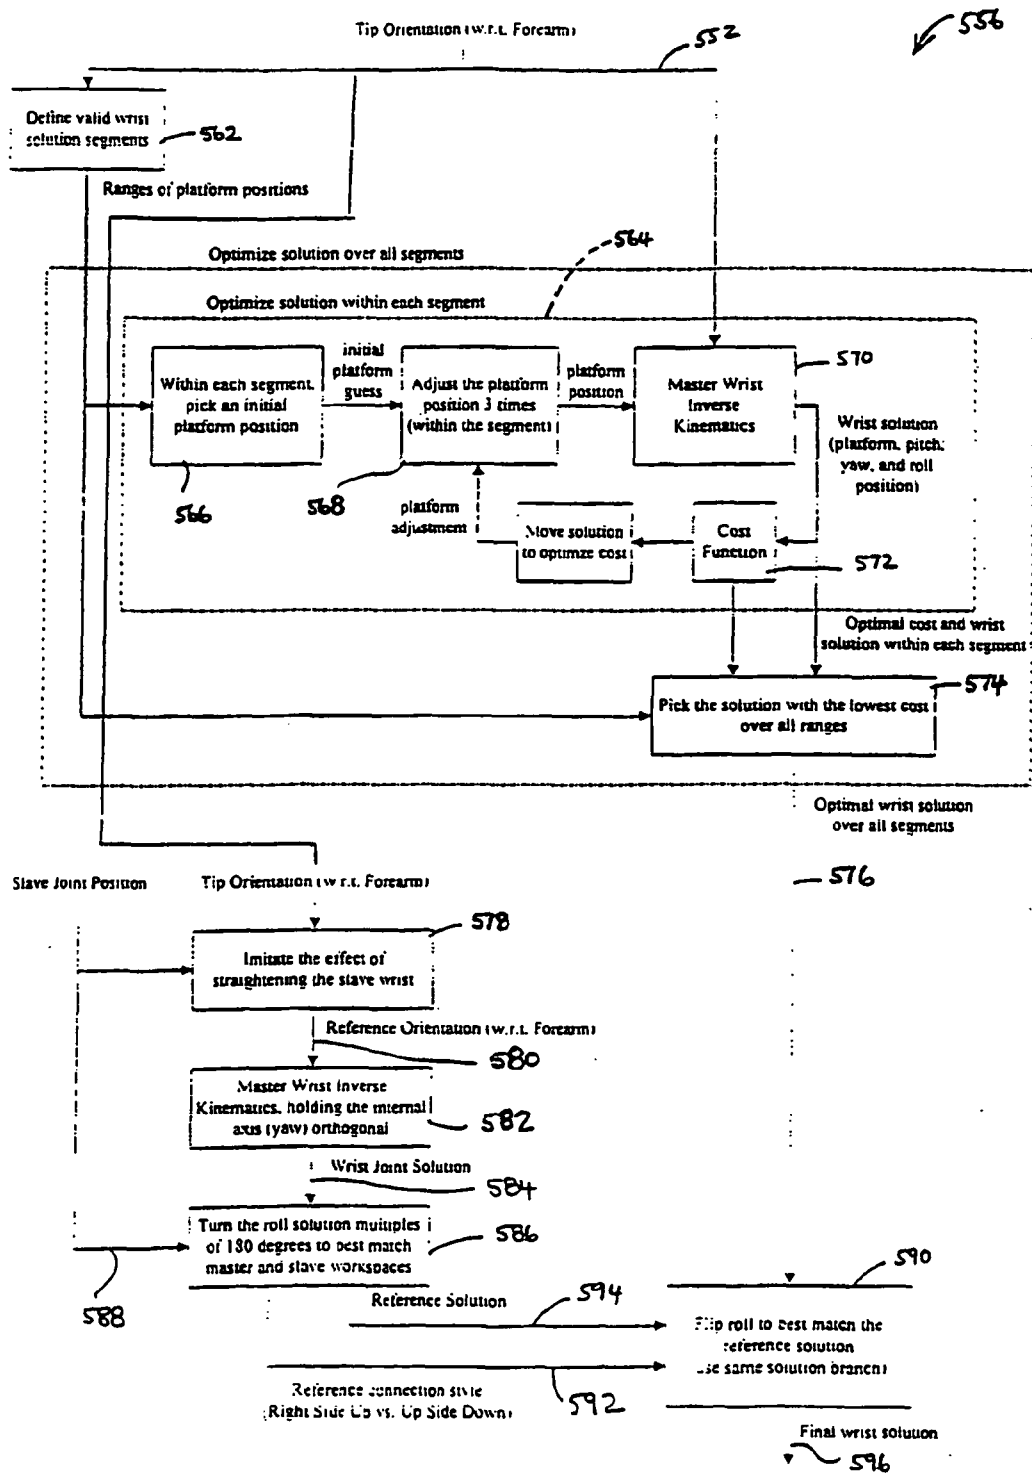 Tip Orientation (w.r.t. Forearm)
552
556
Define valid wrist
solution segments
562
Ranges of platform positions
Optimize solution over all segments
564
Optimize solution within each segment
Within each segment,
pick an initial
platform position
566
initial
platform
guess
Adjust the platform
position 3 times
(within the segment)
568
platform
position
Master Wrist
Inverse
Kinematics
570
Wrist solution
(platform, pitch,
yaw, and roll
position)
platform
adjustment
Move solution
to optimize cost
Cost
Function
572
Optimal cost and wrist
solution within each segment
574
Pick the solution with the lowest cost
over all ranges
Optimal wrist solution
over all segments
576
Slave Joint Position
Tip Orientation (w.r.t. Forearm)
578
Imitate the effect of
straightening the slave wrist
Reference Orientation (w.r.t. Forearm)
580
Master Wrist Inverse
Kinematics, holding the internal
axis (yaw) orthogonal
582
Wrist Joint Solution
584
Turn the roll solution multiples
of 180 degrees to best match
master and slave workspaces
586
588
590
Reference Solution
594
Flip roll to best match the
reference solution
use same solution branch)
Reference connection style
(Right Side Up vs. Up Side Down)
592
Final wrist solution
596